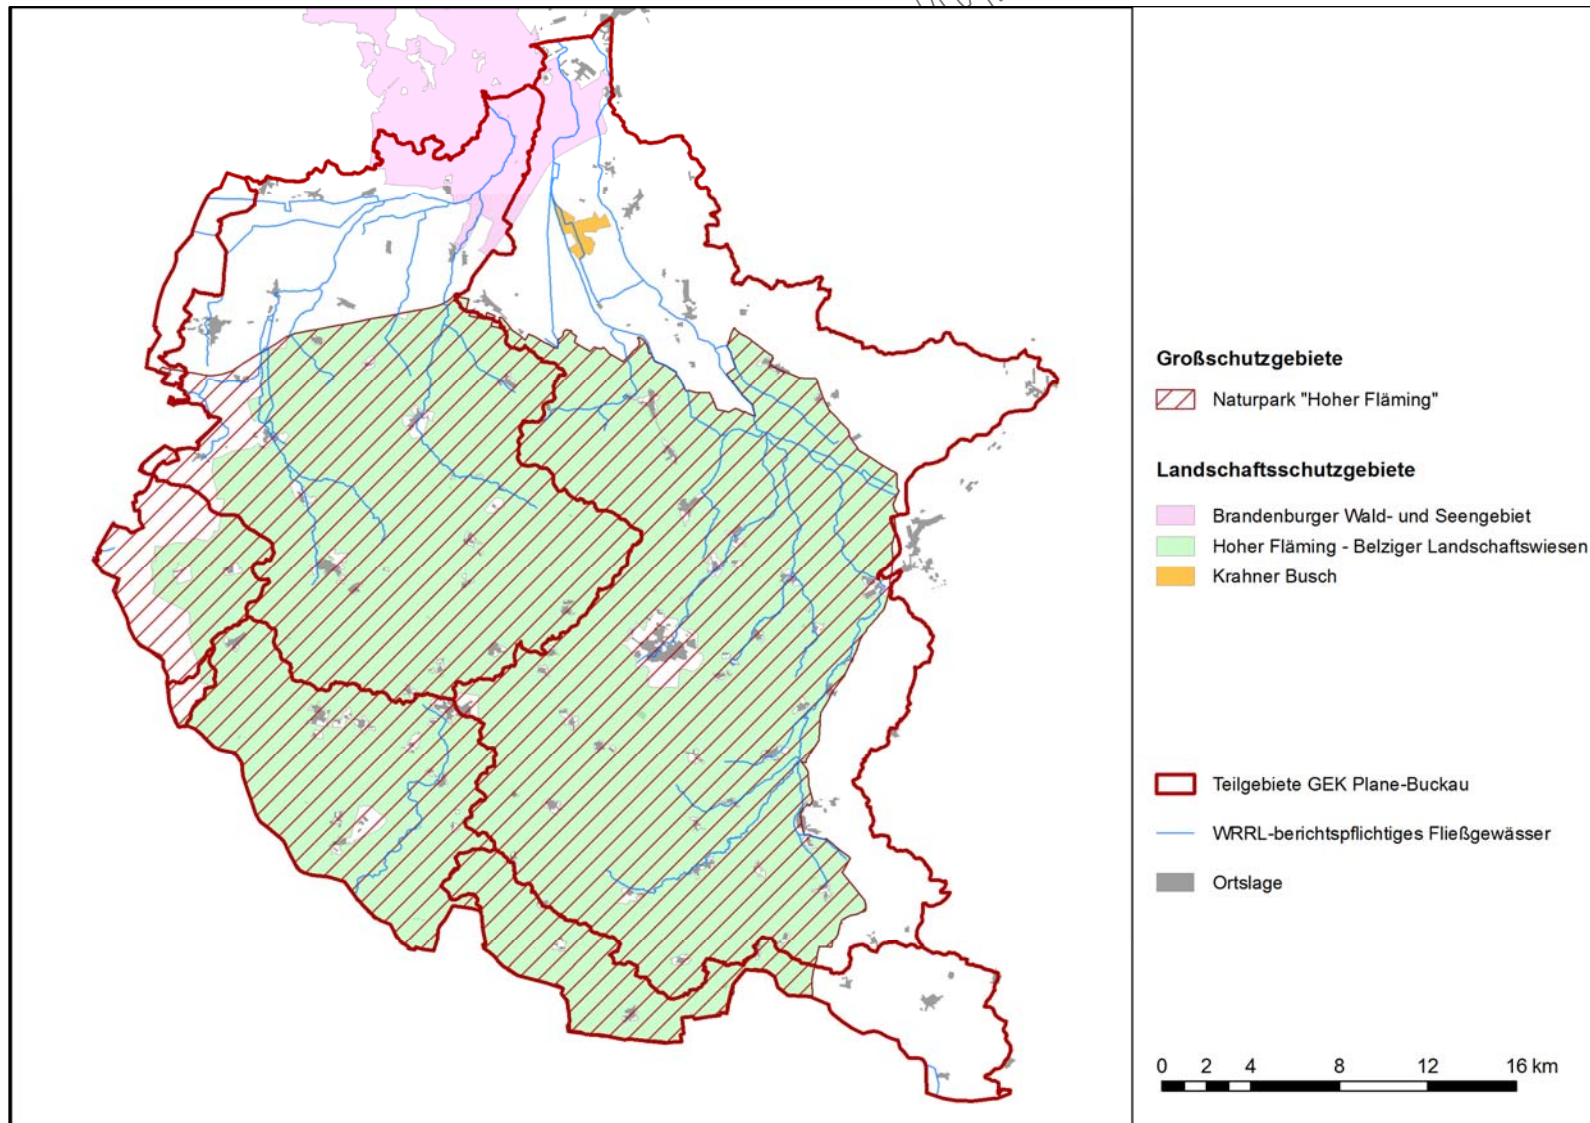 Großschutzgebiete
Naturpark "Hoher Fläming"
Landschaftsschutzgebiete
Brandenburger Wald- und Seengebiet
Hoher Fläming - Belziger Landschaftswiesen
Krahner Busch
Teilgebiete GEK Plane-Buckau
WRRL-berichtspflichtiges Fließgewässer
Ortslage
0 2 4 8 12 16 km